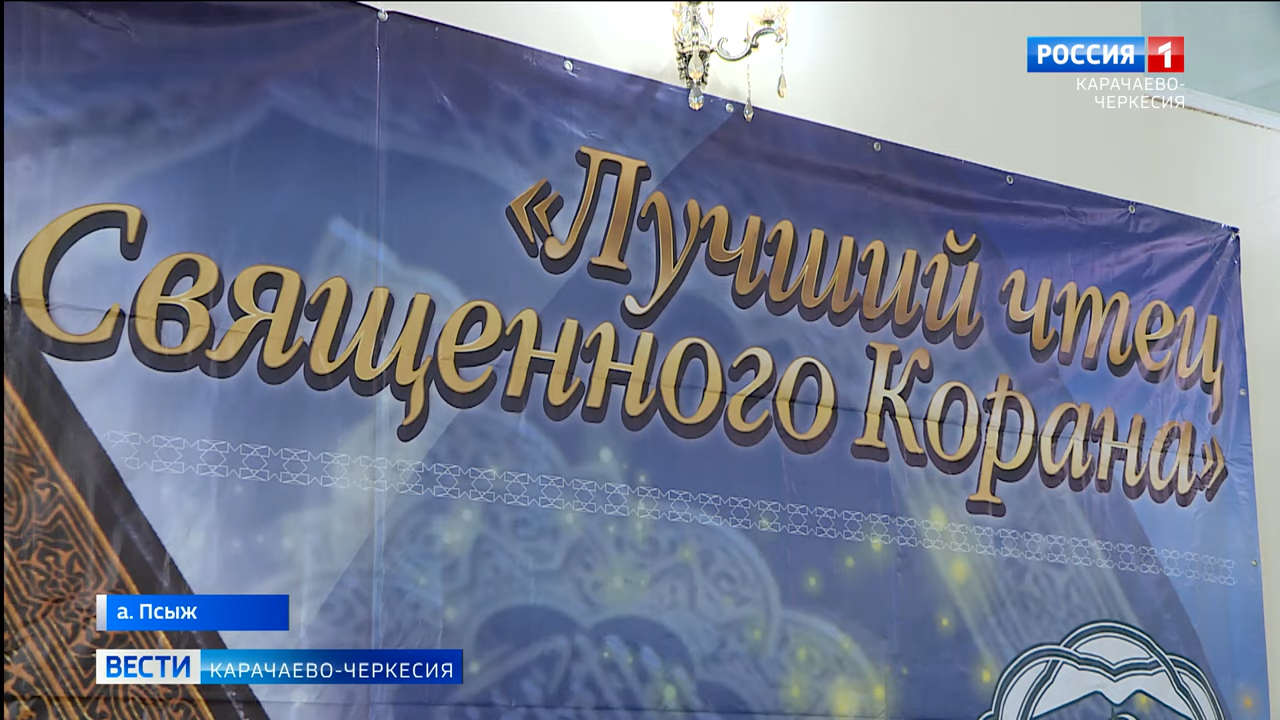 РОССИЯ 1
КАРАЧАЕВО-
ЧЕРКЕСИЯ
«Лучший чтец
Священного Корана»
а. Псыж
ВЕСТИ КАРАЧАЕВО-ЧЕРКЕСИЯ